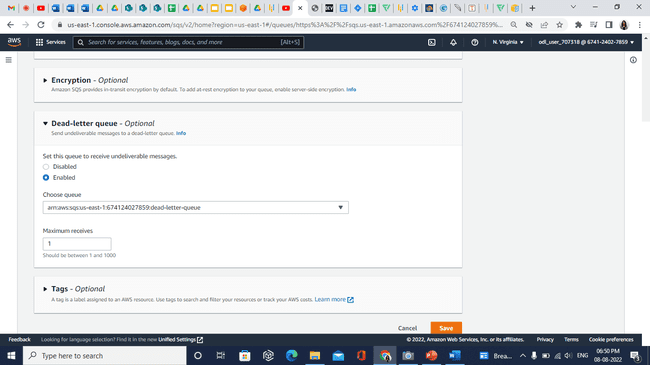 us-east-1.console.aws.amazon.com/sqs/v2/home?region=us-east-1#/queues/https%3A%2F%2Fsqs.us-east-1.amazonaws.com%2F674124027859%...
aws
Services
Search for services, features, blogs, docs, and more
[Alt+S]
N. Virginia
odl_user_707318 @ 6741-2402-7859
Encryption - Optional
Amazon SQS provides in-transit encryption by default. To add at-rest encryption to your queue, enable server-side encryption. Info
Dead-letter queue - Optional
Send undeliverable messages to a dead-letter queue. Info
Set this queue to receive undeliverable messages.
Disabled
Enabled
Choose queue
arn:aws:sqs:us-east-1:674124027859:dead-letter-queue
Maximum receives
1
Should be between 1 and 1000
Tags - Optional
A tag is a label assigned to an AWS resource. Use tags to search and filter your resources or track your AWS costs. Learn more
Cancel
Save
Feedback
Looking for language selection? Find it in the new Unified Settings
© 2022, Amazon Web Services, Inc. or its affiliates.
Privacy
Terms
Cookie preferences
Type here to search
Brea...
ENG
06:50 PM
08-08-2022